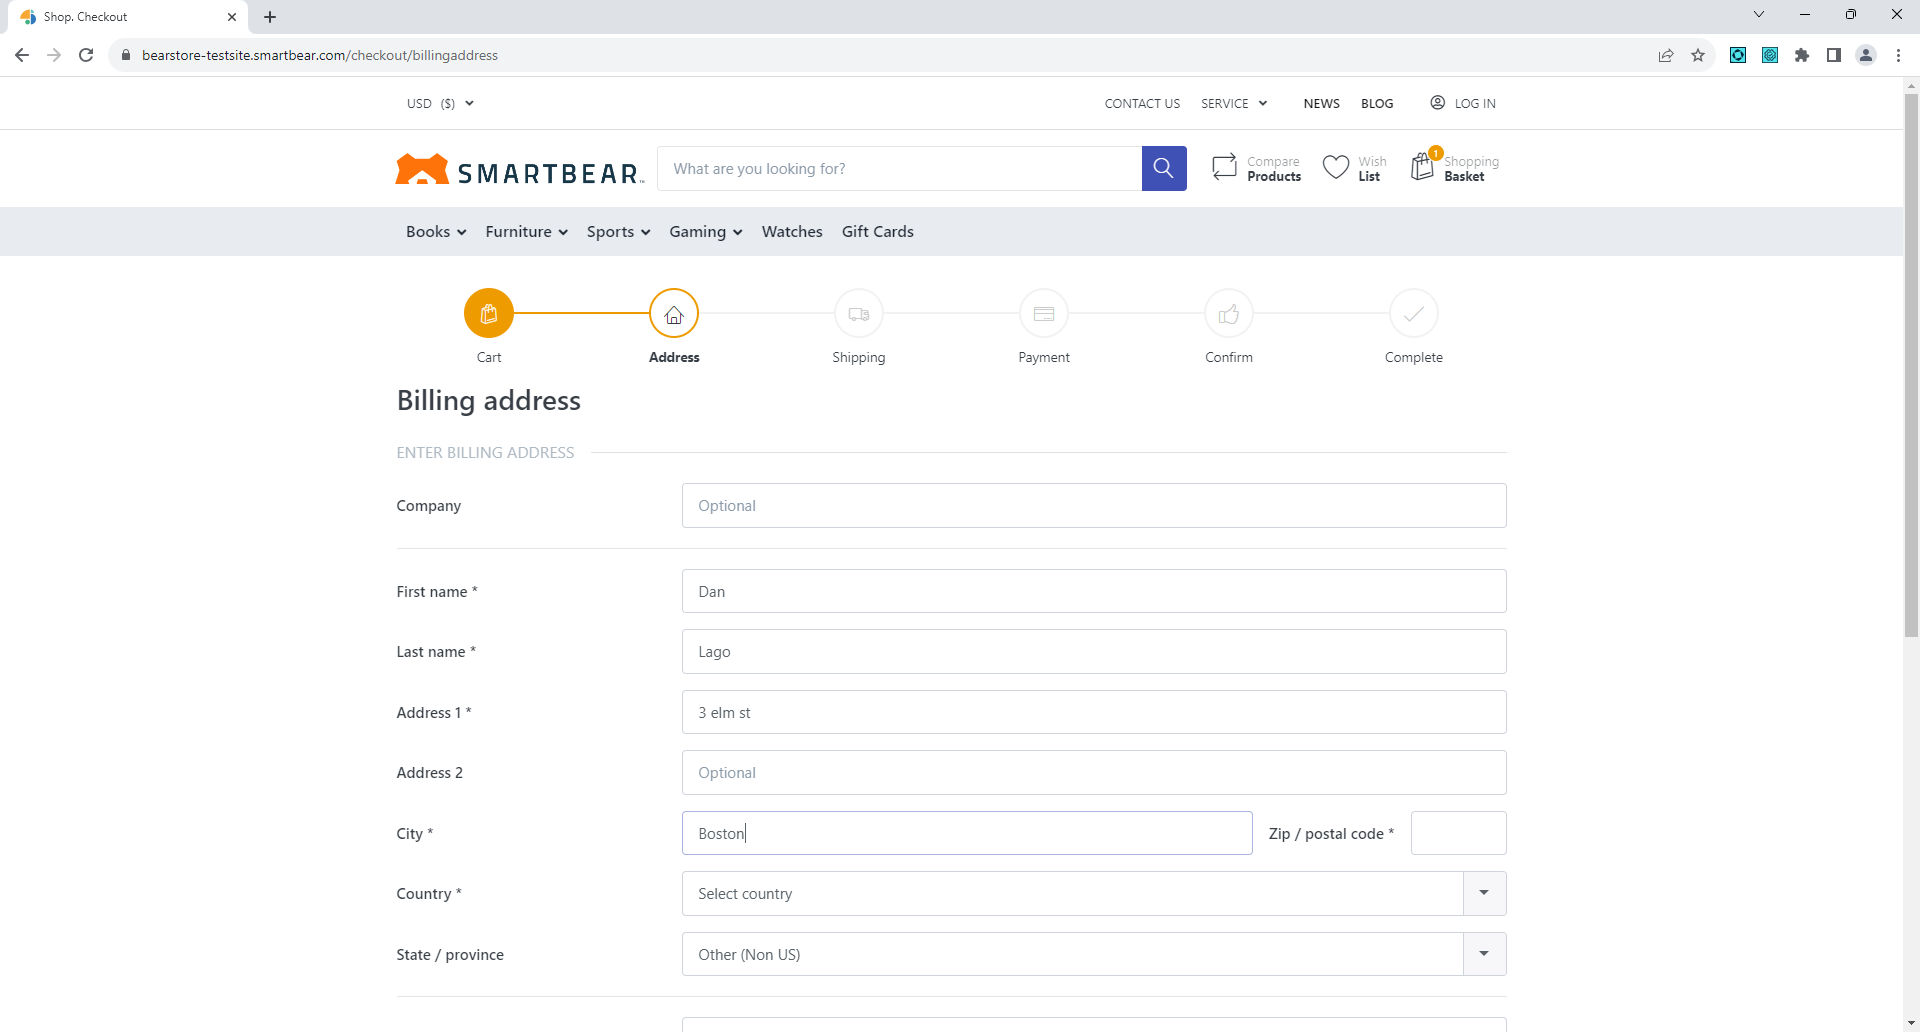 Shop. Checkout
bearstore-testsite.smartbear.com/checkout/billingaddress
USD ($)
CONTACT US SERVICE NEWS BLOG LOG IN
SMARTBEAR™
What are you looking for?
Compare Products
Wish List
1
Shopping Basket
Books Furniture Sports Gaming Watches Gift Cards
Cart Address Shipping Payment Confirm Complete
Billing address
ENTER BILLING ADDRESS
Company Optional
First name * Dan
Last name * Lago
Address 1 * 3 elm st
Address 2 Optional
City * Boston Zip / postal code *
Country * Select country
State / province Other (Non US)